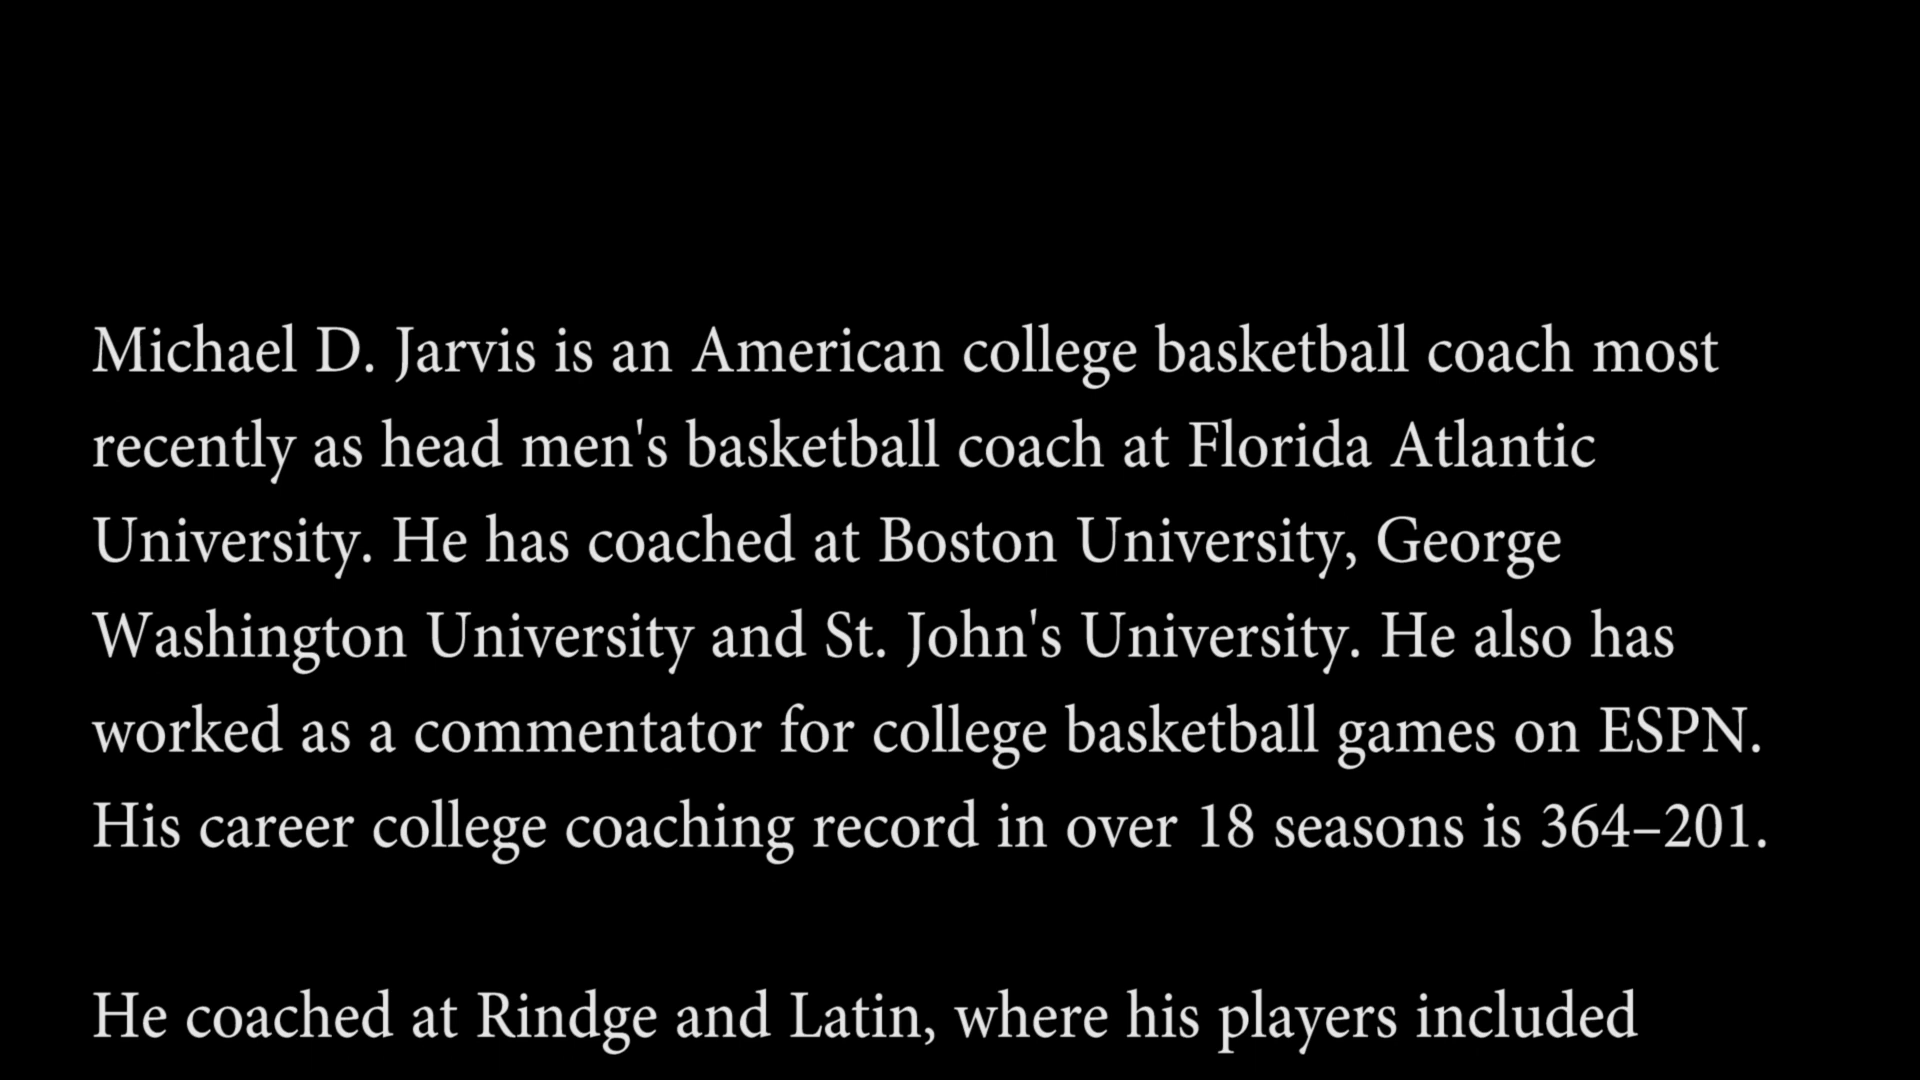 Michael D. Jarvis is an American college basketball coach most
recently as head men's basketball coach at Florida Atlantic
University. He has coached at Boston University, George
Washington University and St. John's University. He also has
worked as a commentator for college basketball games on ESPN.
His career college coaching record in over 18 seasons is 364–201.
He coached at Rindge and Latin, where his players included